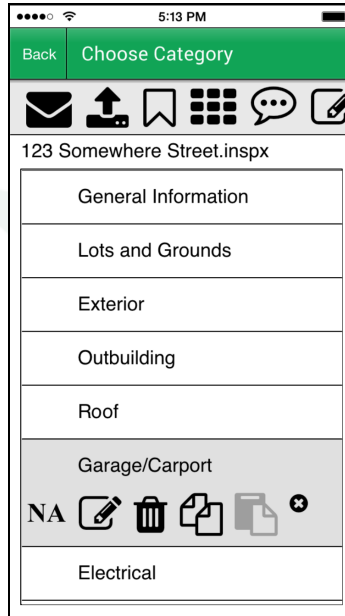 5:13 PM
Back Choose Category
123 Somewhere Street.inspx
General Information
Lots and Grounds
Exterior
Outbuilding
Roof
Garage/Carport
NA
Electrical